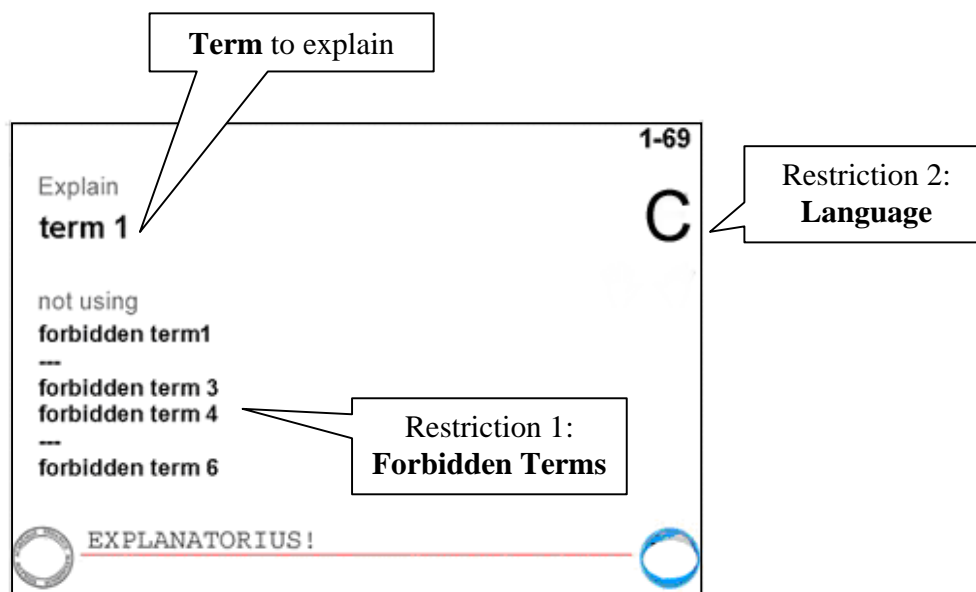 Term to explain
1-69
Explain
term 1
C
Restriction 2:
Language
not using
forbidden term1
---
forbidden term 3
forbidden term 4
---
forbidden term 6
Restriction 1:
Forbidden Terms
EXPLANATORIUS!